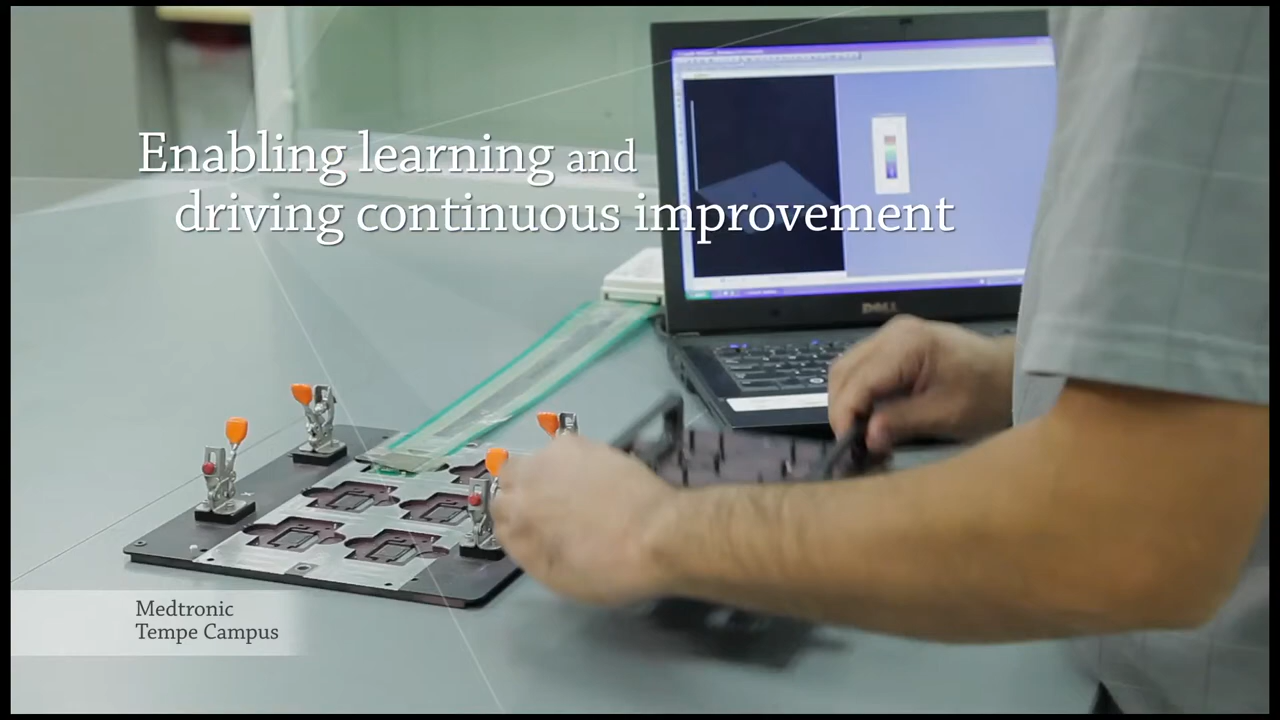 Enabling learning and
driving continuous improvement
DELL
Medtronic
Tempe Campus